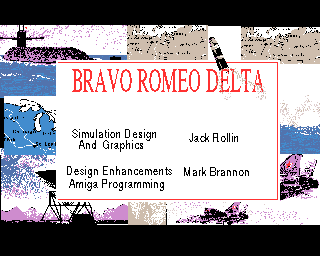 BRAVO ROMEO DELTA
Simulation Design
And Graphics
Jack Rollin
Design Enhancements
Amiga Programming
Mark Brannon